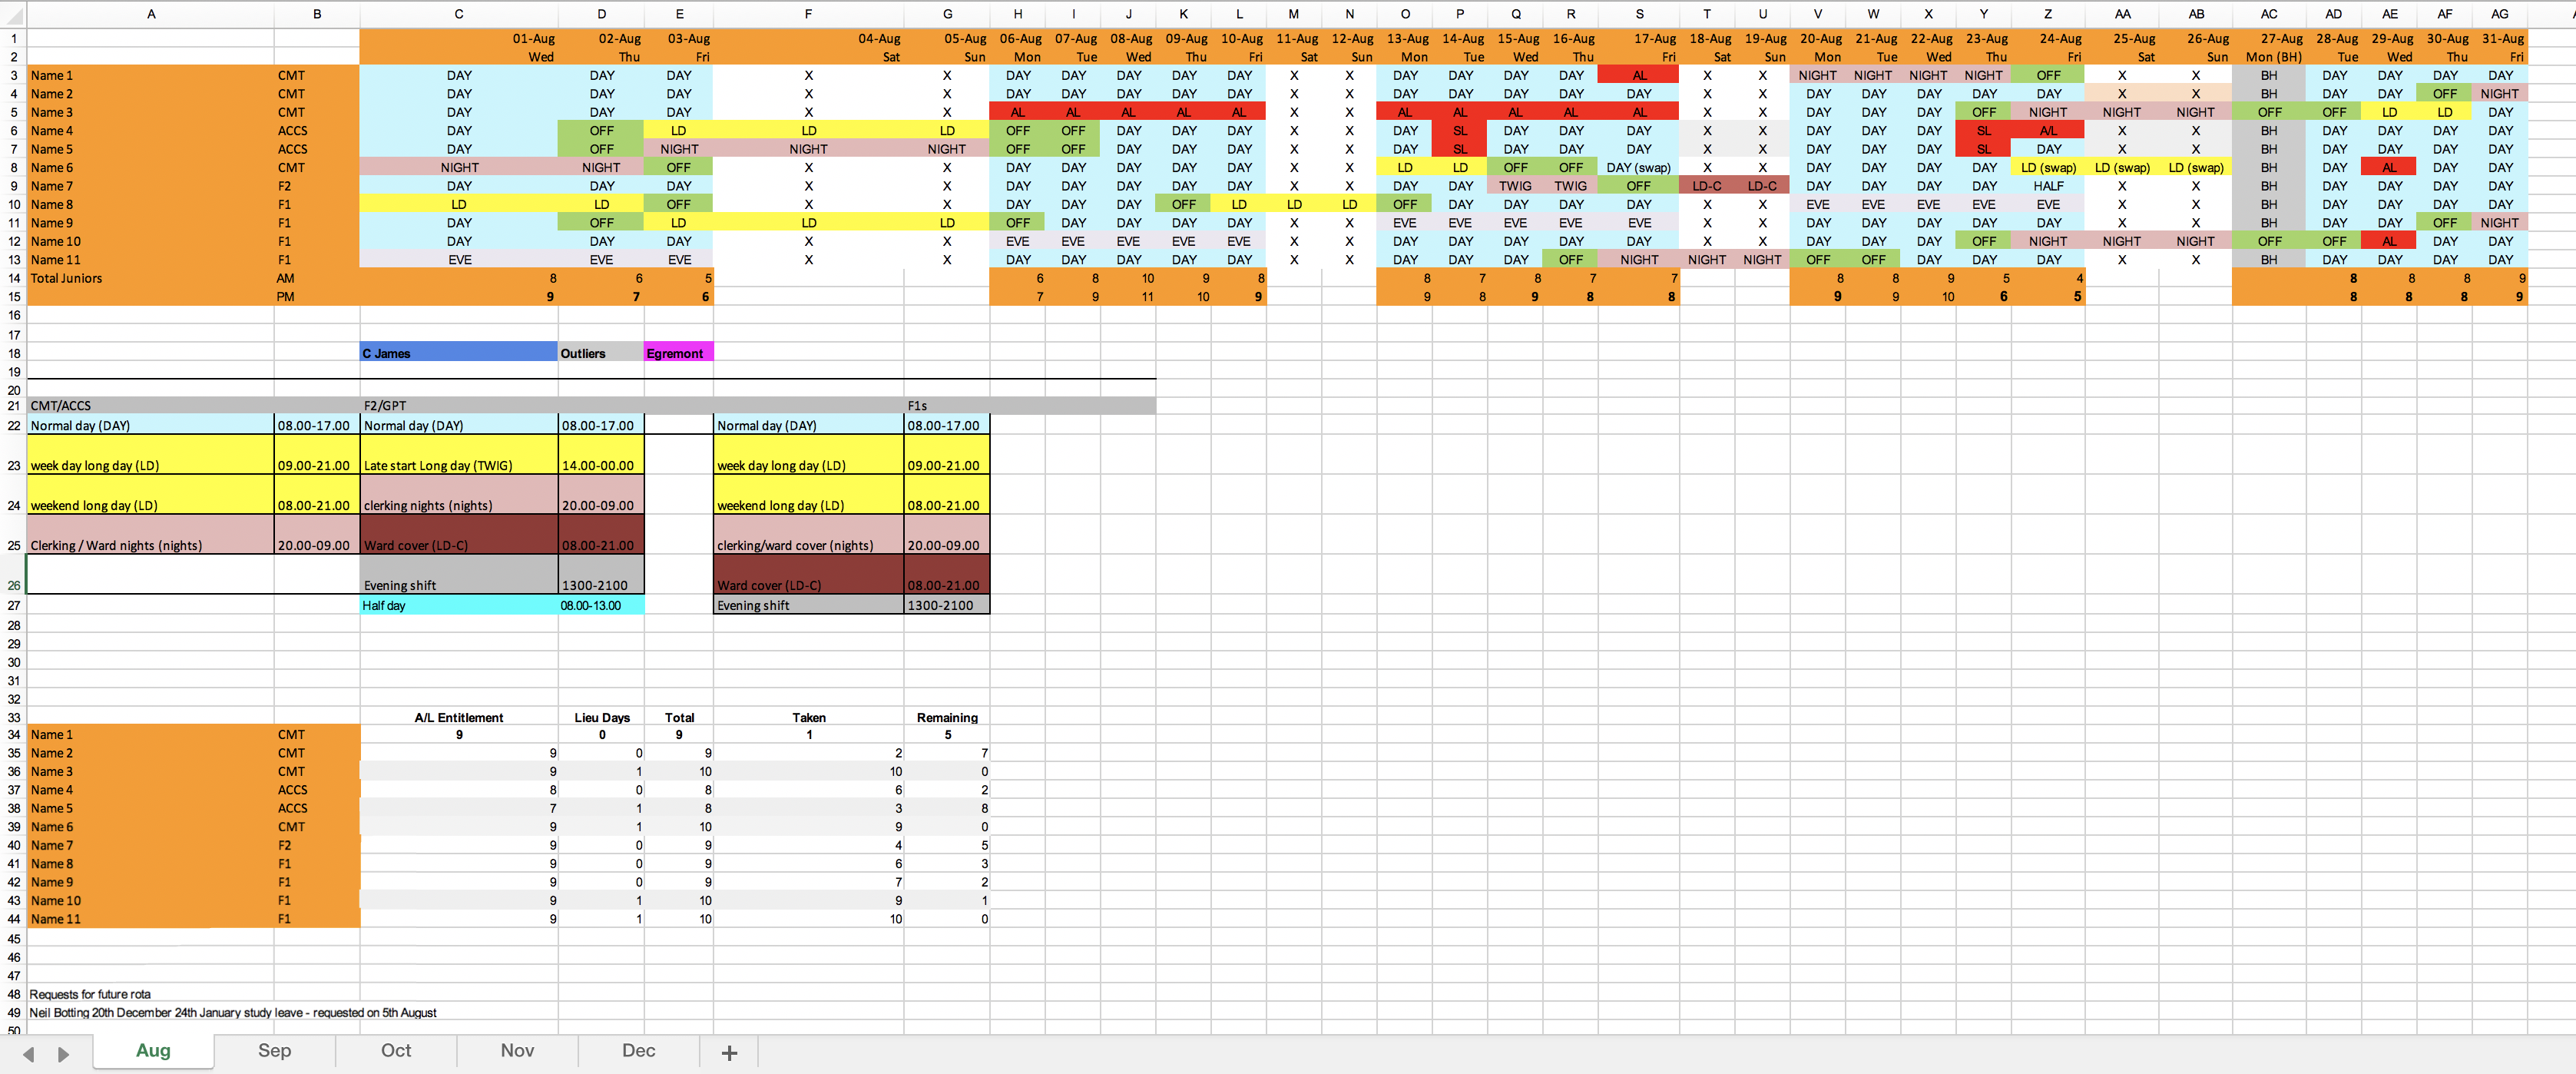 A B C D E F G H I J K L M N O P Q R S T U V W X Y Z AA AB AC AD AE AF AG
1 01-Aug 02-Aug 03-Aug 04-Aug 05-Aug 06-Aug 07-Aug 08-Aug 09-Aug 10-Aug 11-Aug 12-Aug 13-Aug 14-Aug 15-Aug 16-Aug 17-Aug 18-Aug 19-Aug 20-Aug 21-Aug 22-Aug 23-Aug 24-Aug 25-Aug 26-Aug 27-Aug 28-Aug 29-Aug 30-Aug 31-Aug
2 Wed Thu Fri Sat Sun Mon Tue Wed Thu Fri Sat Sun Mon Tue Wed Thu Fri Sat Sun Mon Tue Wed Thu Fri Sat Sun Mon (BH) Tue Wed Thu Fri
3 Name 1 CMT DAY DAY DAY X X DAY DAY DAY DAY DAY X X DAY DAY DAY DAY AL X X NIGHT NIGHT NIGHT NIGHT OFF X X BH DAY DAY DAY DAY
4 Name 2 CMT DAY DAY DAY X X DAY DAY DAY DAY DAY X X DAY DAY DAY DAY DAY X X DAY DAY DAY DAY DAY X X BH DAY DAY OFF NIGHT
5 Name 3 CMT DAY DAY DAY X X AL AL AL AL AL X X AL AL AL AL AL X X DAY DAY DAY OFF NIGHT NIGHT NIGHT OFF OFF LD LD DAY
6 Name 4 ACCS DAY OFF LD LD LD OFF OFF DAY DAY DAY X X DAY SL DAY DAY DAY X X DAY DAY DAY SL A/L X X BH DAY DAY DAY DAY
7 Name 5 ACCS DAY OFF NIGHT NIGHT NIGHT OFF OFF DAY DAY DAY X X DAY SL DAY DAY DAY X X DAY DAY DAY SL DAY X X BH DAY DAY DAY DAY
8 Name 6 CMT NIGHT NIGHT OFF X X DAY DAY DAY DAY DAY X X LD LD OFF OFF DAY (swap) X X DAY DAY DAY DAY LD (swap) LD (swap) LD (swap) BH DAY AL DAY DAY
9 Name 7 F2 DAY DAY DAY X X DAY DAY DAY DAY DAY X X DAY DAY TWIG TWIG OFF LD-C LD-C DAY DAY DAY DAY HALF X X BH DAY DAY DAY DAY
10 Name 8 F1 LD LD OFF X X DAY DAY DAY OFF LD LD LD OFF DAY DAY DAY DAY X X EVE EVE EVE EVE EVE X X BH DAY DAY DAY DAY
11 Name 9 F1 DAY OFF LD LD LD OFF DAY DAY DAY DAY X X EVE EVE EVE EVE EVE X X DAY DAY DAY DAY DAY X X BH DAY DAY OFF NIGHT
12 Name 10 F1 DAY DAY DAY X X EVE EVE EVE EVE EVE X X DAY DAY DAY DAY DAY X X DAY DAY DAY OFF NIGHT NIGHT NIGHT OFF OFF AL DAY DAY
13 Name 11 F1 EVE EVE EVE X X DAY DAY DAY DAY DAY X X DAY DAY DAY OFF NIGHT NIGHT NIGHT OFF OFF DAY DAY DAY X X BH DAY DAY DAY DAY
14 Total Juniors AM 8 6 5 6 8 10 9 8 8 7 8 7 7 8 8 9 5 4 8 8 8 9
15 PM 9 7 6 7 9 11 10 9 9 8 9 8 8 9 9 10 6 5 8 8 8 9
16
17
18 C James Outliers Egremont
19
20
21 CMT/ACCS F2/GPT F1s
22 Normal day (DAY) 08.00-17.00 Normal day (DAY) 08.00-17.00 Normal day (DAY) 08.00-17.00
23 week day long day (LD) 09.00-21.00 Late start Long day (TWIG) 14.00-00.00 week day long day (LD) 09.00-21.00
24 weekend long day (LD) 08.00-21.00 clerking nights (nights) 20.00-09.00 weekend long day (LD) 08.00-21.00
25 Clerking / Ward nights (nights) 20.00-09.00 Ward cover (LD-C) 08.00-21.00 clerking/ward cover (nights) 20.00-09.00
26 Evening shift 1300-2100 Ward cover (LD-C) 08.00-21.00
27 Half day 08.00-13.00 Evening shift 1300-2100
28
29
30
31
32
33 A/L Entitlement Lieu Days Total Taken Remaining
34 Name 1 CMT 9 0 9 1 5
35 Name 2 CMT 9 0 9 2 7
36 Name 3 CMT 9 1 10 10 0
37 Name 4 ACCS 8 0 8 6 2
38 Name 5 ACCS 7 1 8 3 8
39 Name 6 CMT 9 1 10 9 0
40 Name 7 F2 9 0 9 4 5
41 Name 8 F1 9 0 9 6 3
42 Name 9 F1 9 0 9 7 2
43 Name 10 F1 9 1 10 9 1
44 Name 11 F1 9 1 10 10 0
45
46
47
48 Requests for future rota
49 Neil Botting 20th December 24th January study leave - requested on 5th August
50
Aug Sep Oct Nov Dec +